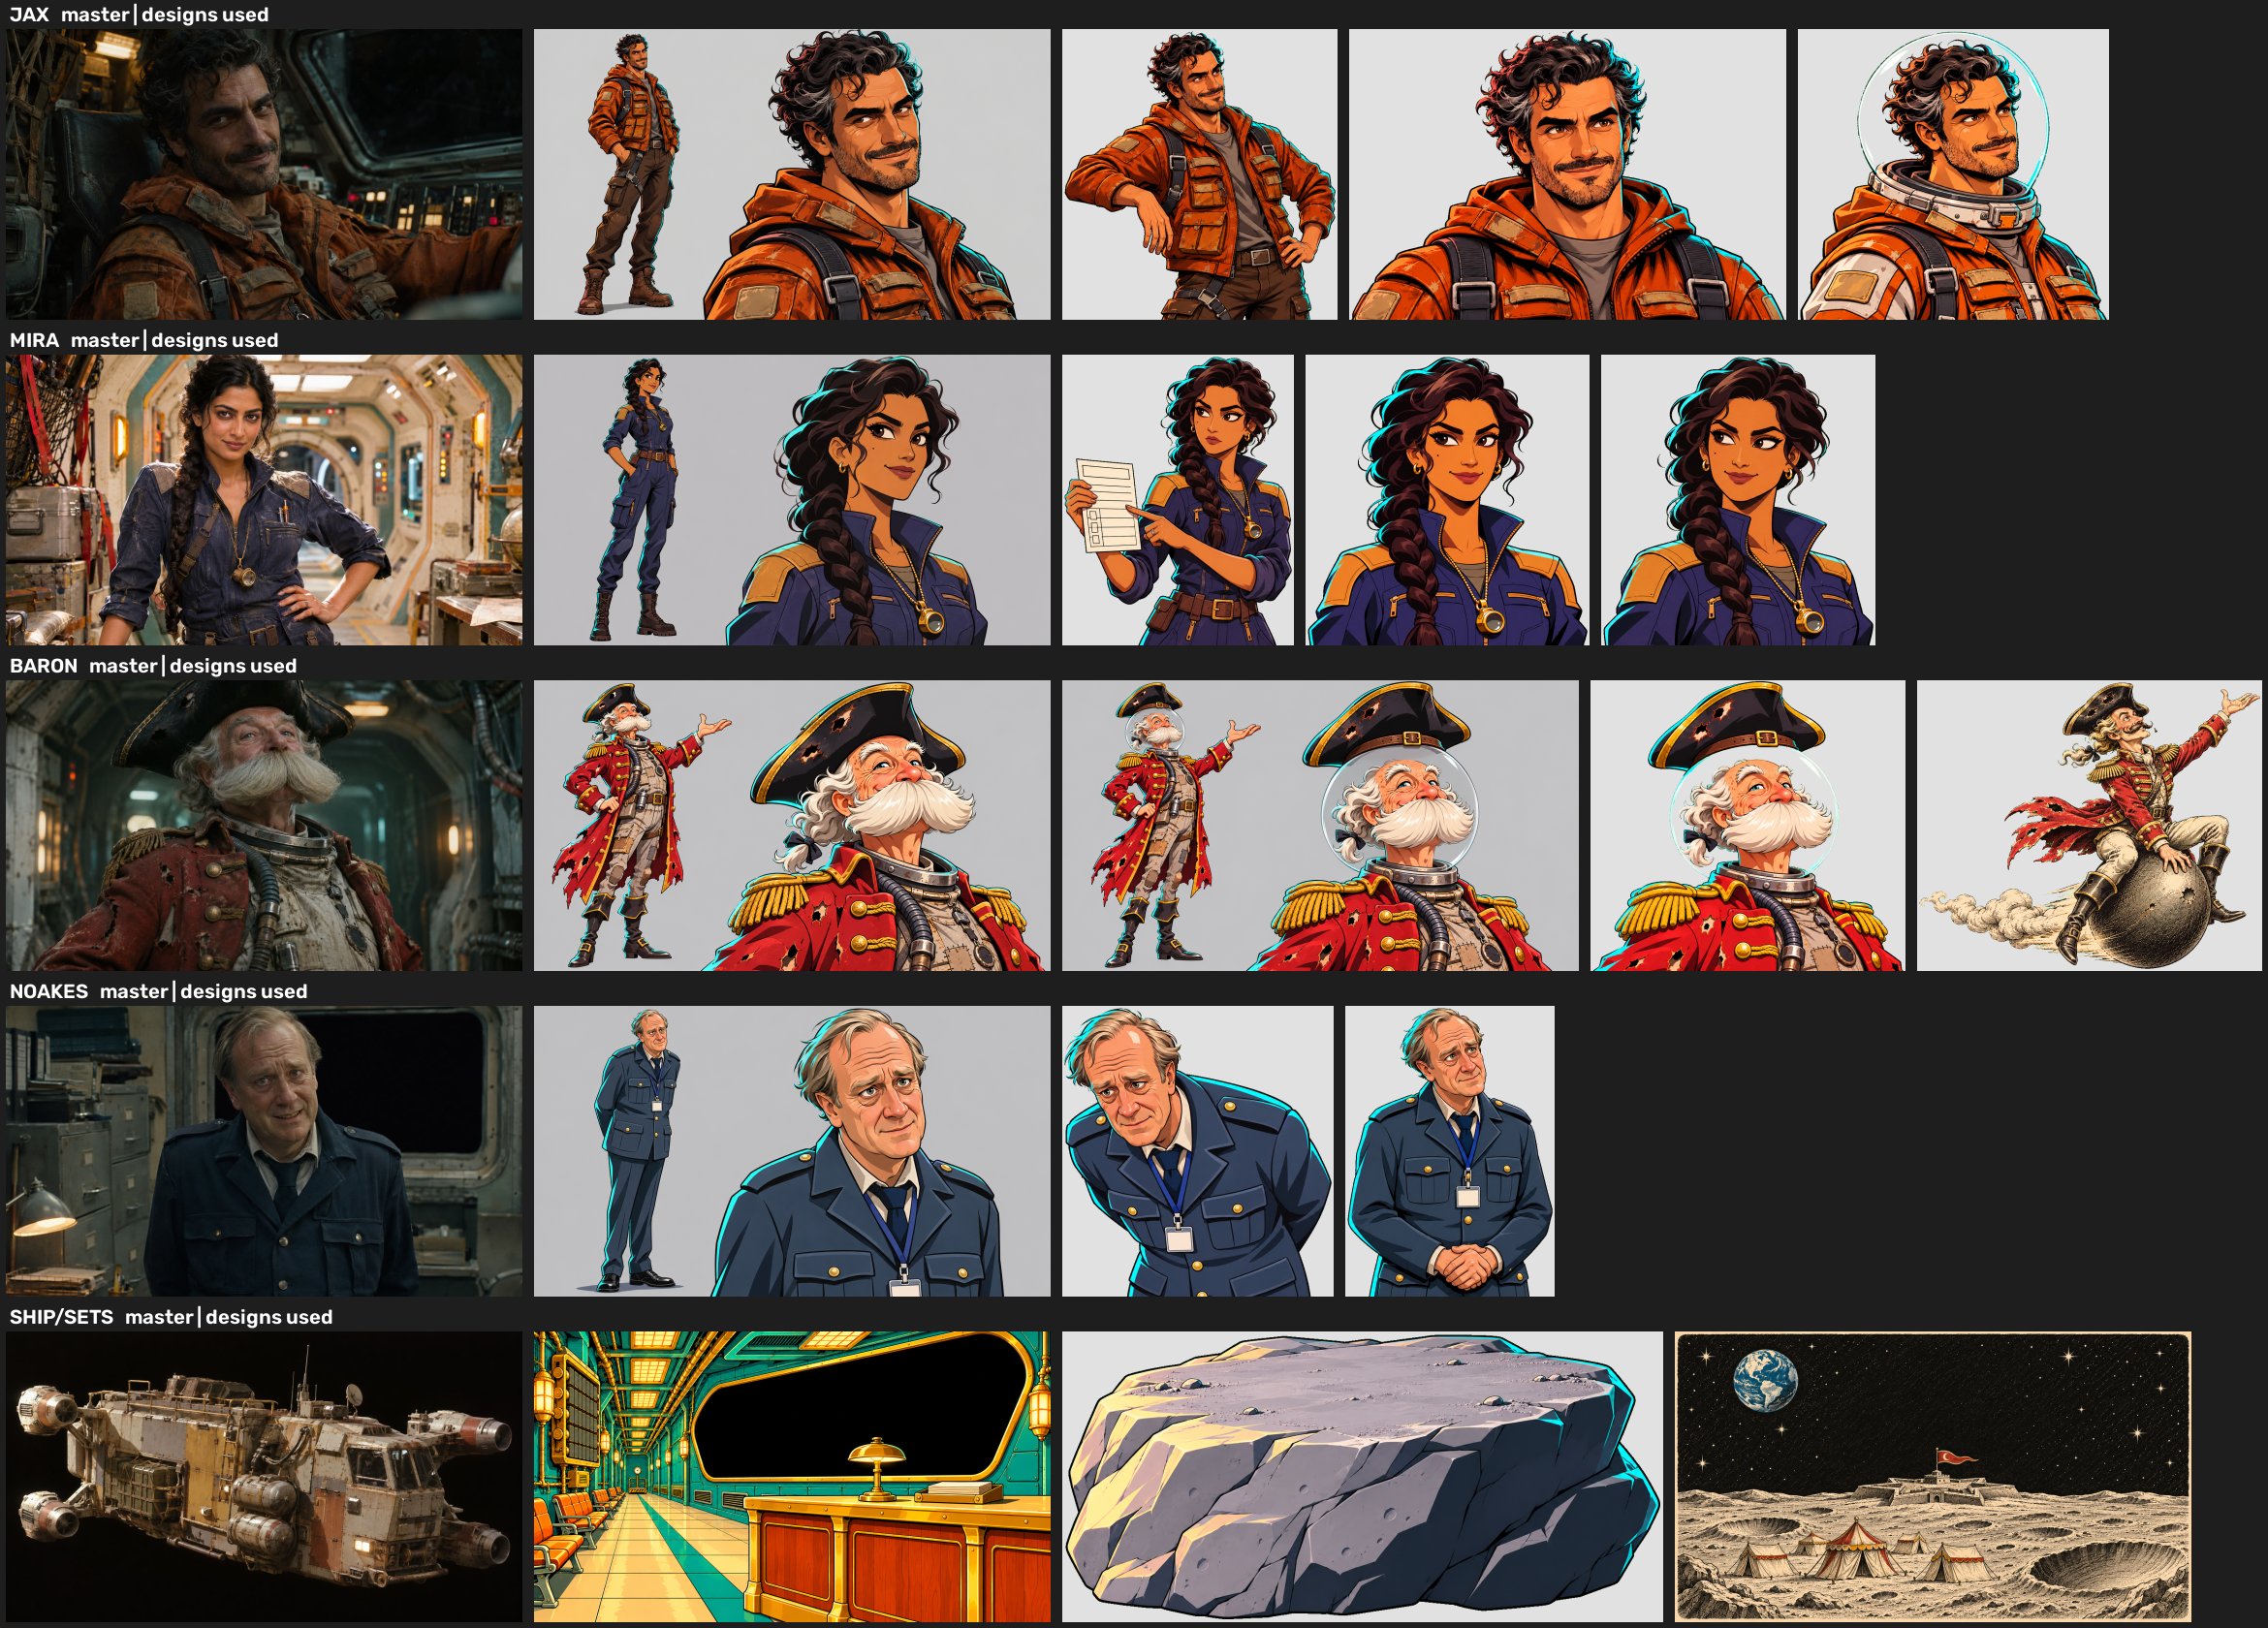 JAX master | designs used
MIRA master | designs used
BARON master | designs used
NOAKES master | designs used
SHIP/SETS master | designs used